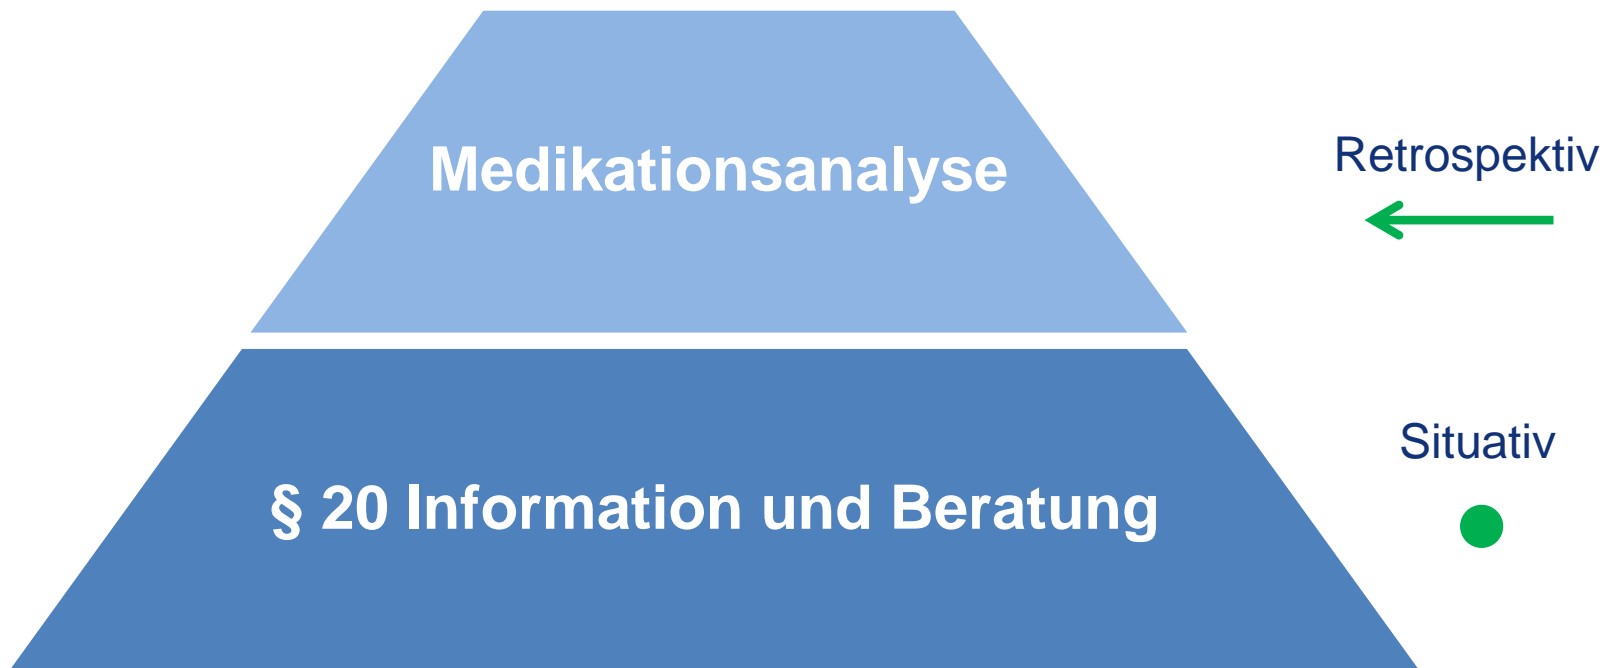 Medikationsanalyse
Retrospektiv
§ 20 Information und Beratung
Situativ